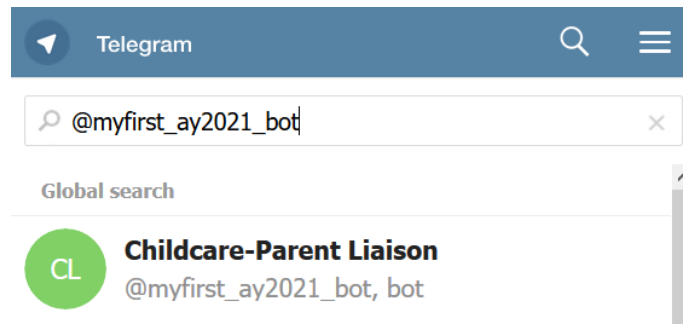 Telegram
@myfirst_ay2021_bot
Global search
CL
Childcare-Parent Liaison
@myfirst_ay2021_bot, bot